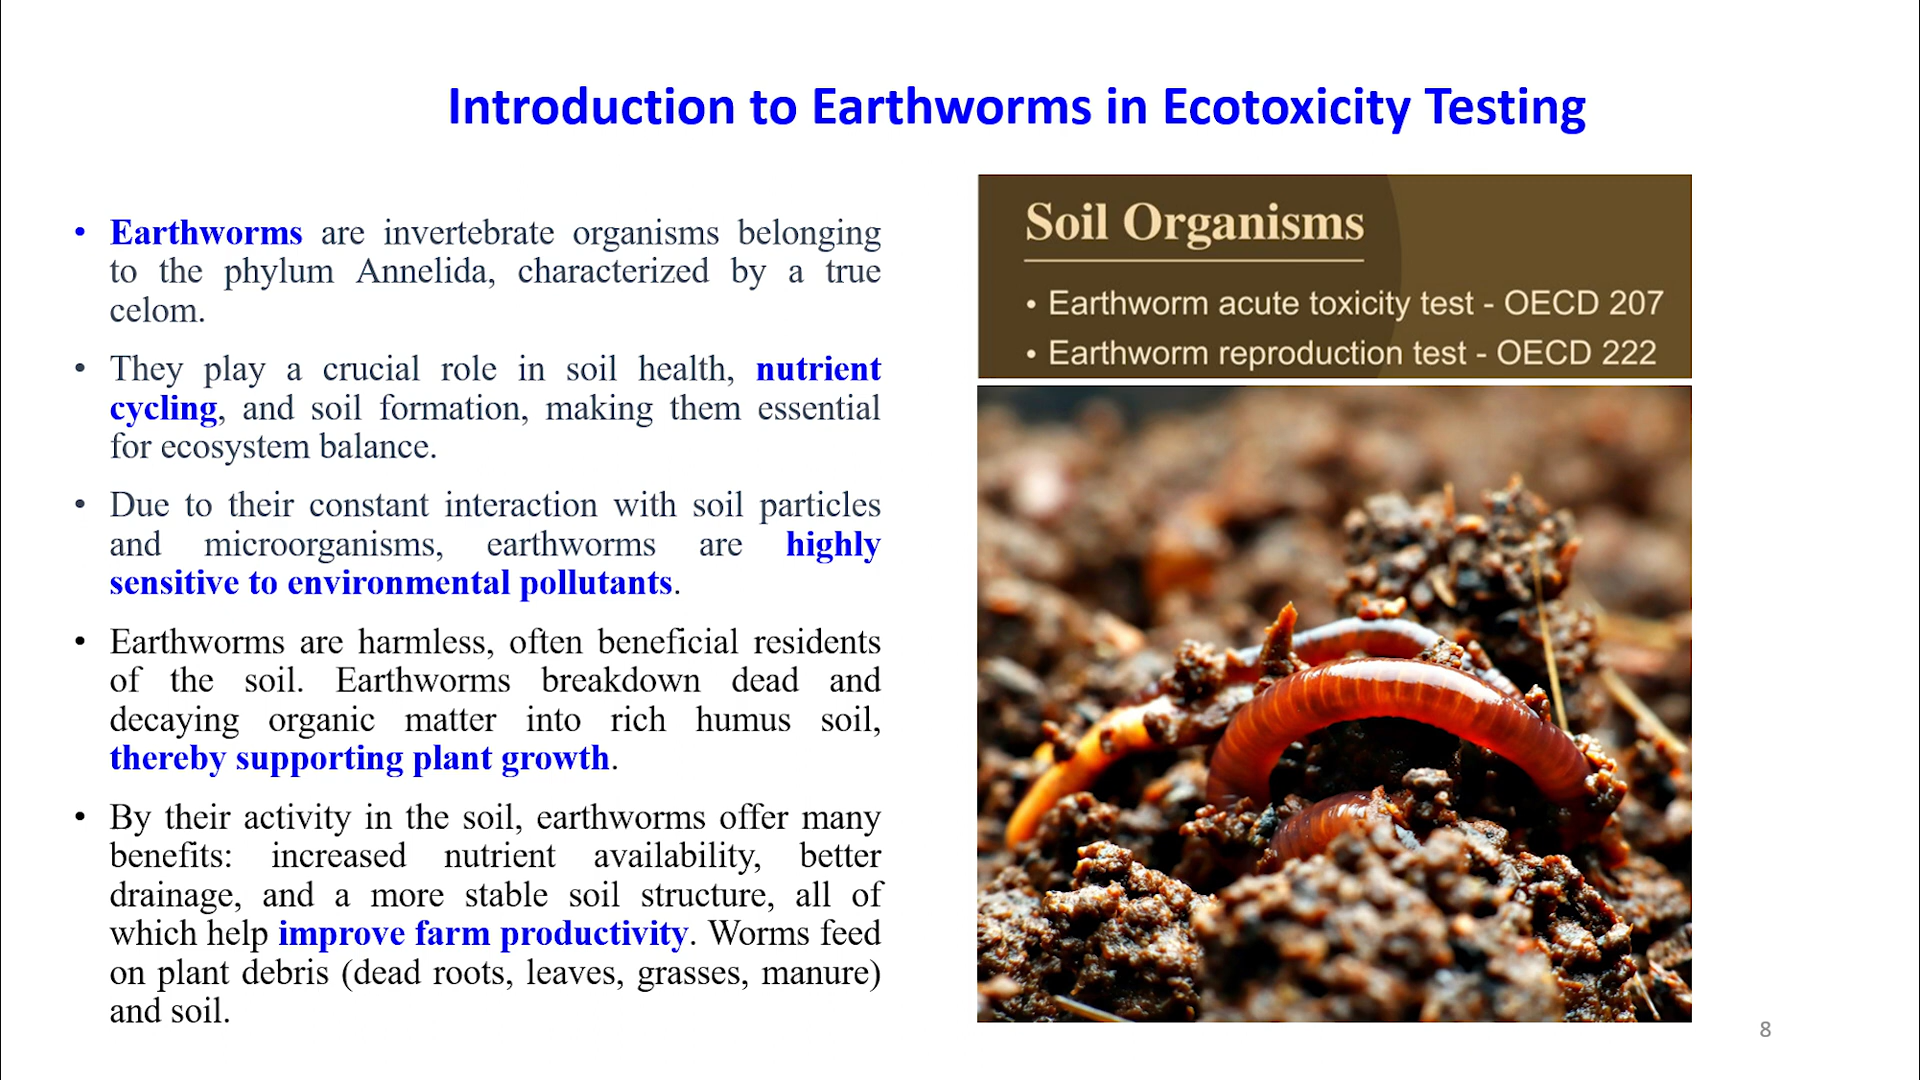 Introduction to Earthworms in Ecotoxicity Testing
• Earthworms are invertebrate organisms belonging
to the phylum Annelida, characterized by a true
celom.
• They play a crucial role in soil health, nutrient
cycling, and soil formation, making them essential
for ecosystem balance.
• Due to their constant interaction with soil particles
and microorganisms, earthworms are highly
sensitive to environmental pollutants.
• Earthworms are harmless, often beneficial residents
of the soil. Earthworms breakdown dead and
decaying organic matter into rich humus soil,
thereby supporting plant growth.
• By their activity in the soil, earthworms offer many
benefits: increased nutrient availability, better
drainage, and a more stable soil structure, all of
which help improve farm productivity. Worms feed
on plant debris (dead roots, leaves, grasses, manure)
and soil.
Soil Organisms
• Earthworm acute toxicity test - OECD 207
• Earthworm reproduction test - OECD 222
8